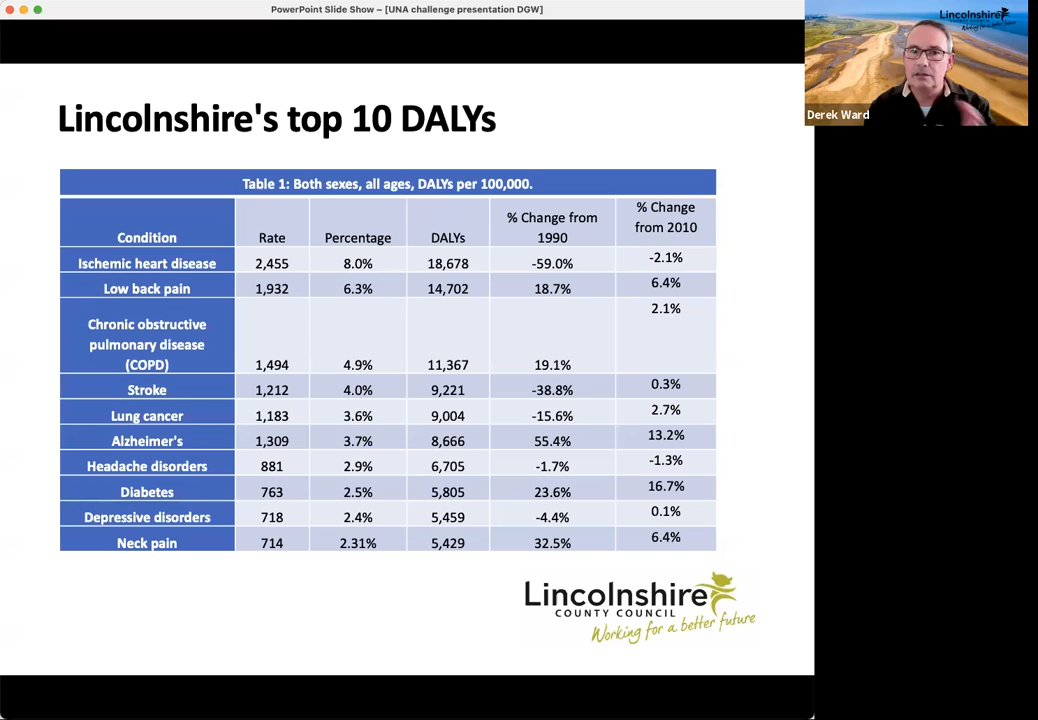 PowerPoint Slide Show – [UNA challenge presentation DGW]
Lincolnshire
COUNTY COUNCIL
Working for a better future
Derek Ward
Lincolnshire's top 10 DALYs
Table 1: Both sexes, all ages, DALYs per 100,000.
Condition Rate Percentage DALYs % Change from 1990 % Change from 2010
Ischemic heart disease 2,455 8.0% 18,678 -59.0% -2.1%
Low back pain 1,932 6.3% 14,702 18.7% 6.4%
Chronic obstructive pulmonary disease (COPD) 1,494 4.9% 11,367 19.1% 2.1%
Stroke 1,212 4.0% 9,221 -38.8% 0.3%
Lung cancer 1,183 3.6% 9,004 -15.6% 2.7%
Alzheimer's 1,309 3.7% 8,666 55.4% 13.2%
Headache disorders 881 2.9% 6,705 -1.7% -1.3%
Diabetes 763 2.5% 5,805 23.6% 16.7%
Depressive disorders 718 2.4% 5,459 -4.4% 0.1%
Neck pain 714 2.31% 5,429 32.5% 6.4%
Lincolnshire
COUNTY COUNCIL
Working for a better future